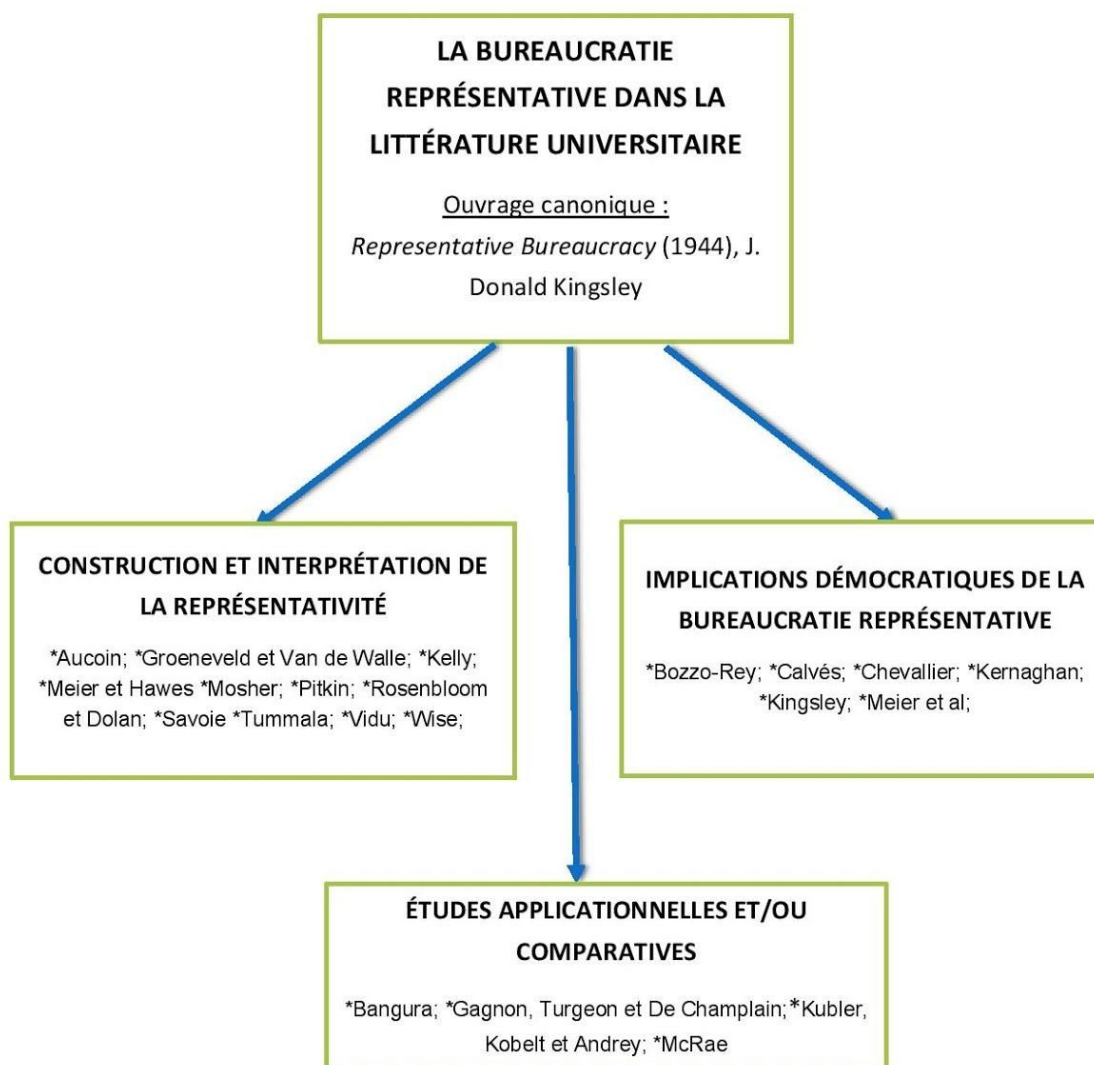 LA BUREAUCRATIE
REPRÉSENTATIVE DANS LA
LITTÉRATURE UNIVERSITAIRE
Ouvrage canonique :
Representative Bureaucracy (1944), J.
Donald Kingsley
CONSTRUCTION ET INTERPRÉTATION DE
LA REPRÉSENTATIVITÉ
*Aucoin; *Groeneveld et Van de Walle; *Kelly;
*Meier et Hawes *Mosher; *Pitkin; *Rosenbloom
et Dolan; *Savoie *Tummala; *Vidu; *Wise;
IMPLICATIONS DÉMOCRATIQUES DE LA
BUREAUCRATIE REPRÉSENTATIVE
*Bozzo-Rey; *Calvés; *Chevallier; *Kernaghan;
*Kingsley; *Meier et al;
ÉTUDES APPLICATIONNELLES ET/OU
COMPARATIVES
*Bangura; *Gagnon, Turgeon et De Champlain; *Kubler,
Kobelt et Andrey; *McRae